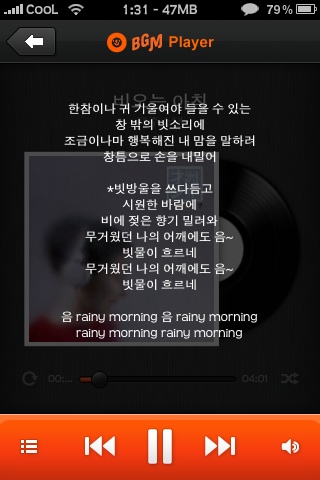 CooL 1:31 - 47MB 79%
BGM Player
비오는 아침
한참이나 귀 기울여야 들을 수 있는
창 밖의 빗소리에
조금이나마 행복해진 내 맘을 말하려
창틈으로 손을 내밀어
*빗방울을 쓰다듬고
시원한 바람에
비에 젖은 향기 밀려와
무거웠던 나의 어깨에도 음~
빗물이 흐르네
무거웠던 나의 어깨에도 음~
빗물이 흐르네
음 rainy morning 음 rainy morning
rainy morning rainy morning
00:... 04:01